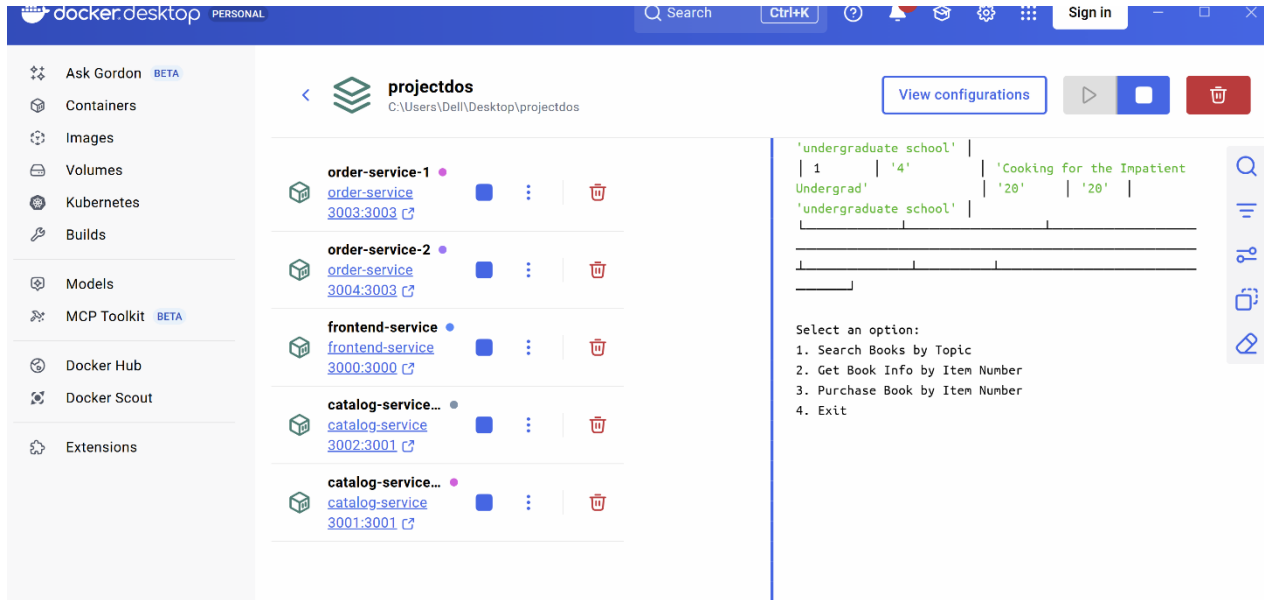 docker.desktop PERSONAL
Search Ctrl+K
Sign in
Ask Gordon BETA
Containers
Images
Volumes
Kubernetes
Builds
Models
MCP Toolkit BETA
Docker Hub
Docker Scout
Extensions
projectdos
C:\Users\Dell\Desktop\projectdos
View configurations
order-service-1
order-service
3003:3003
order-service-2
order-service
3004:3003
frontend-service
frontend-service
3000:3000
catalog-service...
catalog-service
3002:3001
catalog-service...
catalog-service
3001:3001
'undergraduate school' │
│ 1 │ '4' │ 'Cooking for the Impatient
Undergrad' │ '20' │ '20' │
'undergraduate school' │
Select an option:
1. Search Books by Topic
2. Get Book Info by Item Number
3. Purchase Book by Item Number
4. Exit